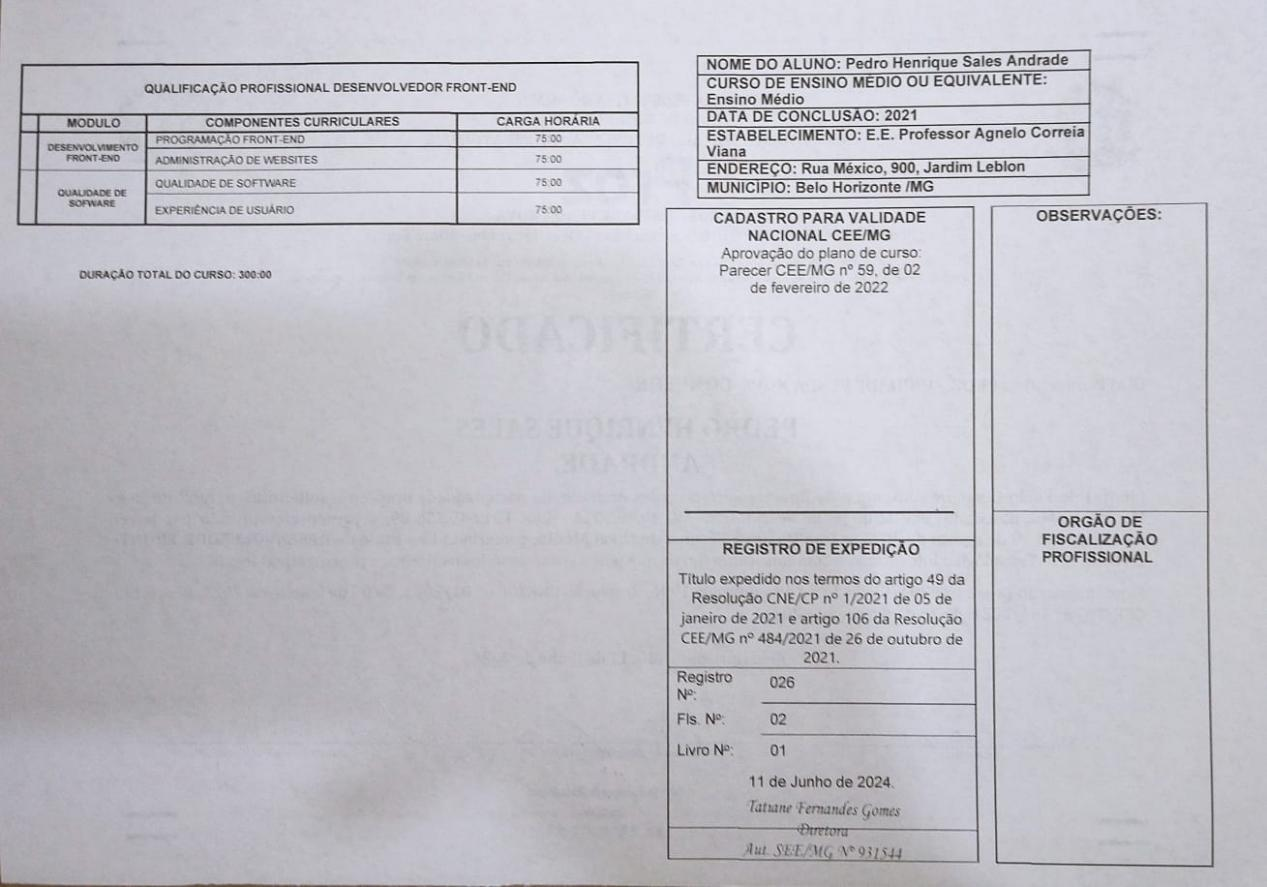 QUALIFICAÇÃO PROFISSIONAL DESENVOLVEDOR FRONT-END
MODULO COMPONENTES CURRICULARES CARGA HORÁRIA
DESENVOLVIMENTO FRONT-END
PROGRAMAÇÃO FRONT-END 75:00
ADMINISTRAÇÃO DE WEBSITES 75:00
QUALIDADE DE SOFWARE
QUALIDADE DE SOFTWARE 75:00
EXPERIÊNCIA DE USUÁRIO 75:00
DURAÇÃO TOTAL DO CURSO: 300:00
NOME DO ALUNO: Pedro Henrique Sales Andrade
CURSO DE ENSINO MÉDIO OU EQUIVALENTE:
Ensino Médio
DATA DE CONCLUSÃO: 2021
ESTABELECIMENTO: E.E. Professor Agnelo Correia
Viana
ENDEREÇO: Rua México, 900, Jardim Leblon
MUNICÍPIO: Belo Horizonte /MG
CADASTRO PARA VALIDADE
NACIONAL CEE/MG
Aprovação do plano de curso:
Parecer CEE/MG nº 59, de 02
de fevereiro de 2022
REGISTRO DE EXPEDIÇÃO
Título expedido nos termos do artigo 49 da
Resolução CNE/CP nº 1/2021 de 05 de
janeiro de 2021 e artigo 106 da Resolução
CEE/MG nº 484/2021 de 26 de outubro de
2021.
Registro
Nº: 026
Fls. Nº: 02
Livro Nº: 01
11 de Junho de 2024.
Tatiane Fernandes Gomes
Diretora
Aut. SEE/MG Nº 931544
OBSERVAÇÕES:
ORGÃO DE
FISCALIZAÇÃO
PROFISSIONAL
CERTIFICADO
PEDRO HENRIQUE SALES
ANDRADE